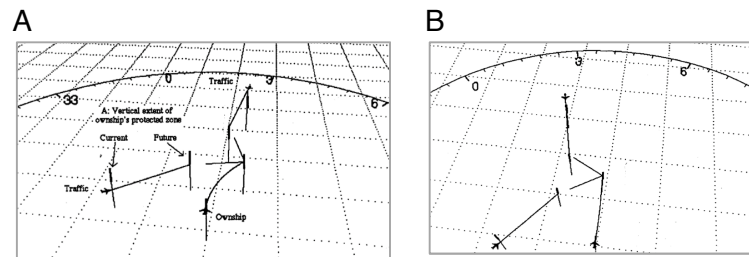 A
B
0
3
33
Traffic
6
A: Vertical extent of
ownship's protected zone
Current
Future
Traffic
Ownship
0
3
6